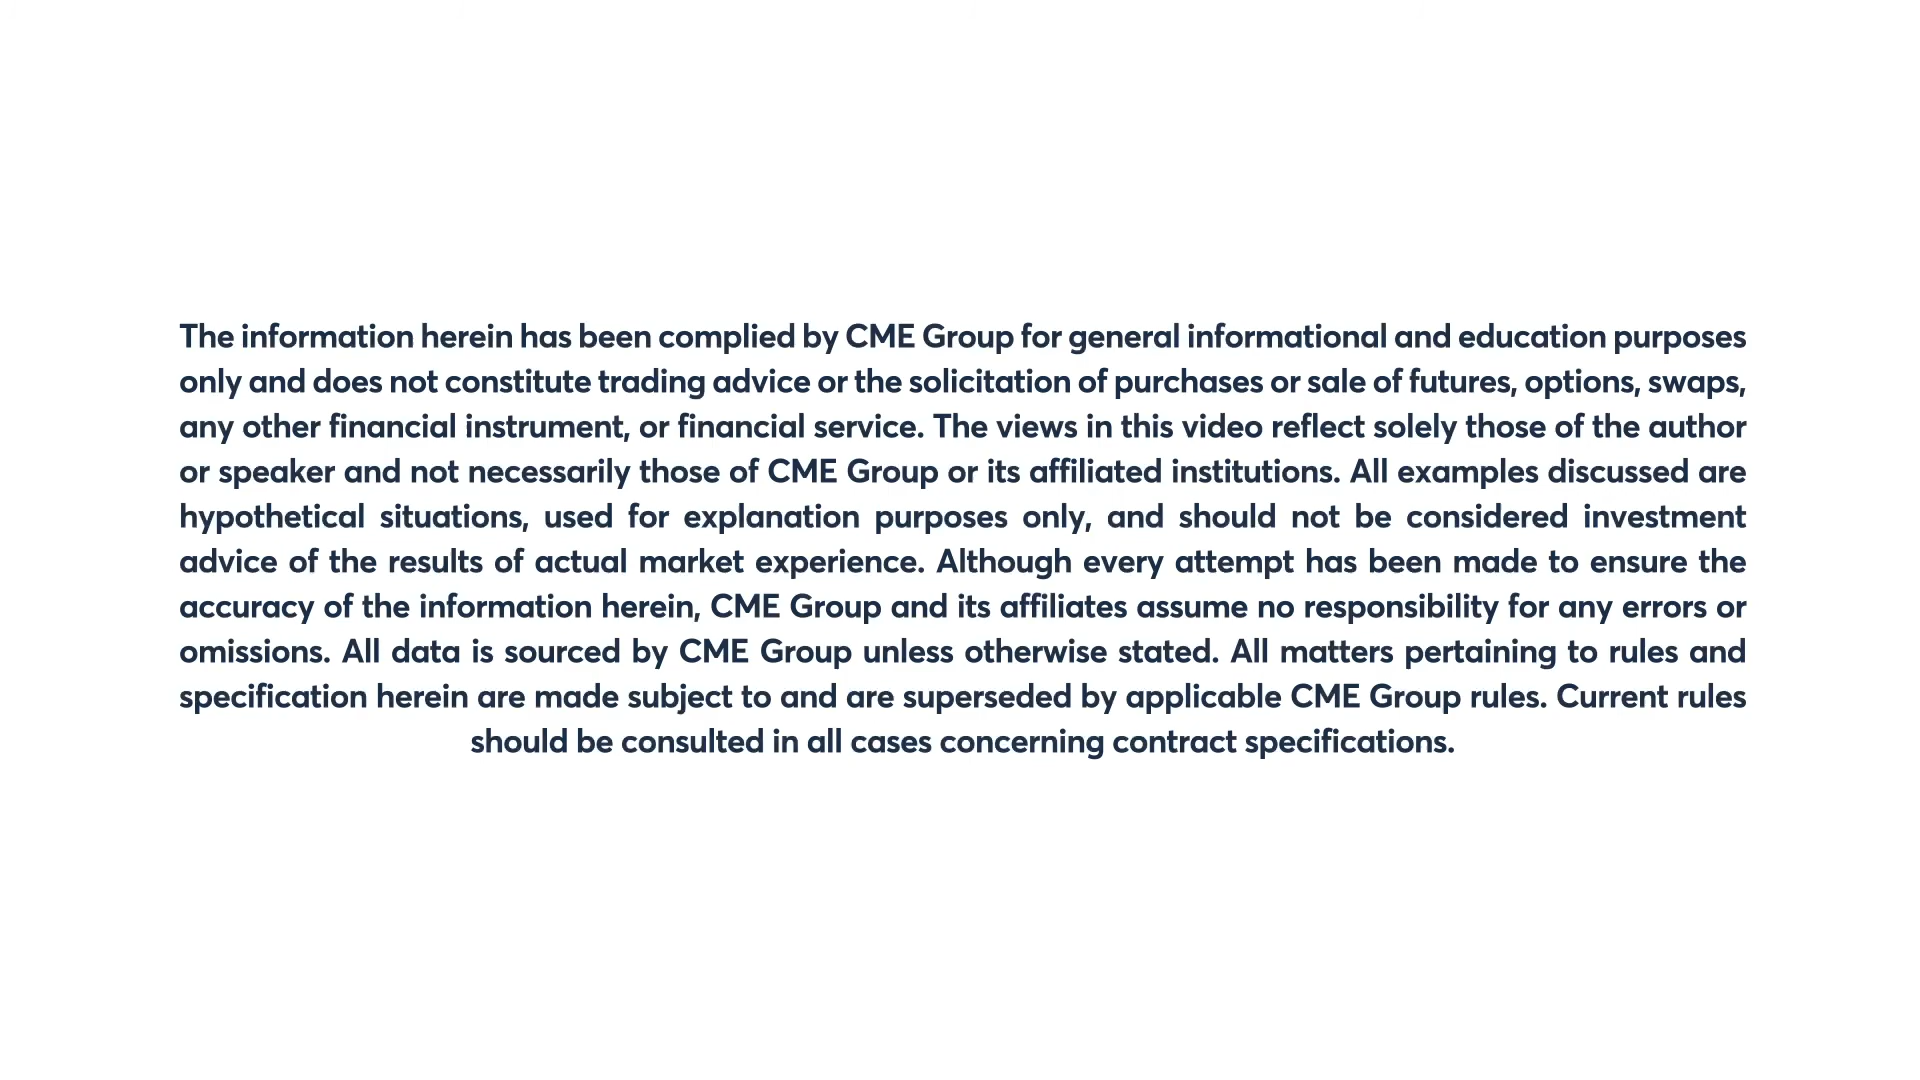 The information herein has been complied by CME Group for general informational and education purposes
only and does not constitute trading advice or the solicitation of purchases or sale of futures, options, swaps,
any other financial instrument, or financial service. The views in this video reflect solely those of the author
or speaker and not necessarily those of CME Group or its affiliated institutions. All examples discussed are
hypothetical situations, used for explanation purposes only, and should not be considered investment
advice of the results of actual market experience. Although every attempt has been made to ensure the
accuracy of the information herein, CME Group and its affiliates assume no responsibility for any errors or
omissions. All data is sourced by CME Group unless otherwise stated. All matters pertaining to rules and
specification herein are made subject to and are superseded by applicable CME Group rules. Current rules
should be consulted in all cases concerning contract specifications.